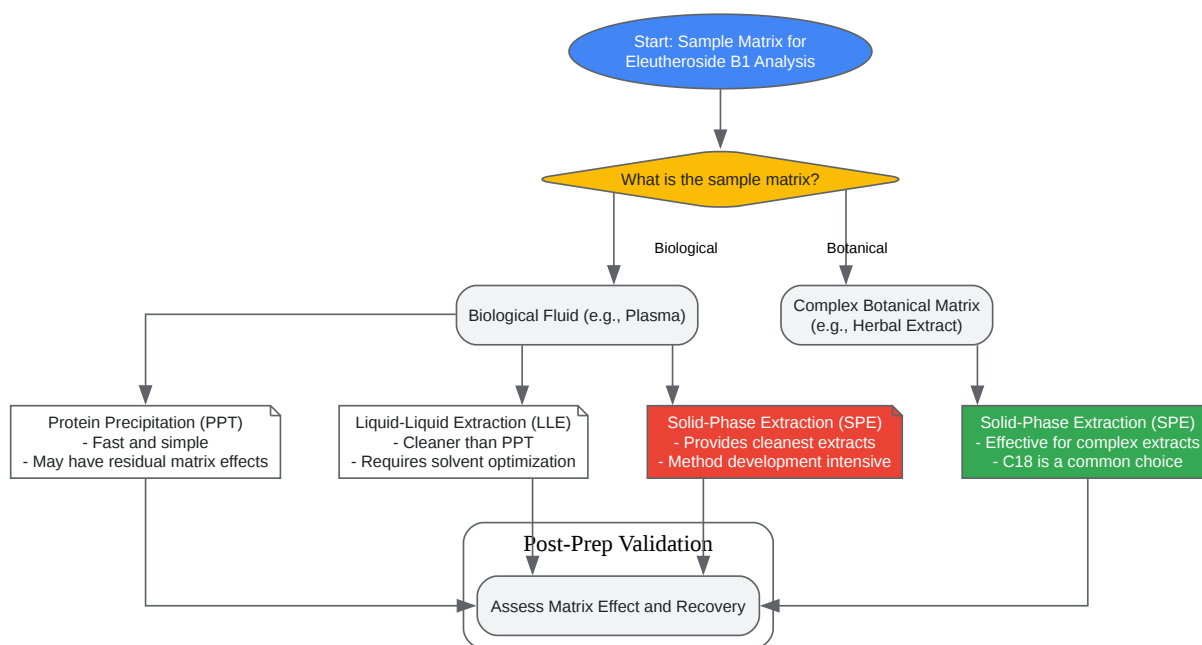 Start: Sample Matrix for
Eleutheroside B1 Analysis
What is the sample matrix?
Biological
Botanical
Biological Fluid (e.g., Plasma)
Complex Botanical Matrix
(e.g., Herbal Extract)
Protein Precipitation (PPT)
- Fast and simple
- May have residual matrix effects
Liquid-Liquid Extraction (LLE)
- Cleaner than PPT
- Requires solvent optimization
Solid-Phase Extraction (SPE)
- Provides cleanest extracts
- Method development intensive
Solid-Phase Extraction (SPE)
- Effective for complex extracts
- C18 is a common choice
Post-Prep Validation
Assess Matrix Effect and Recovery